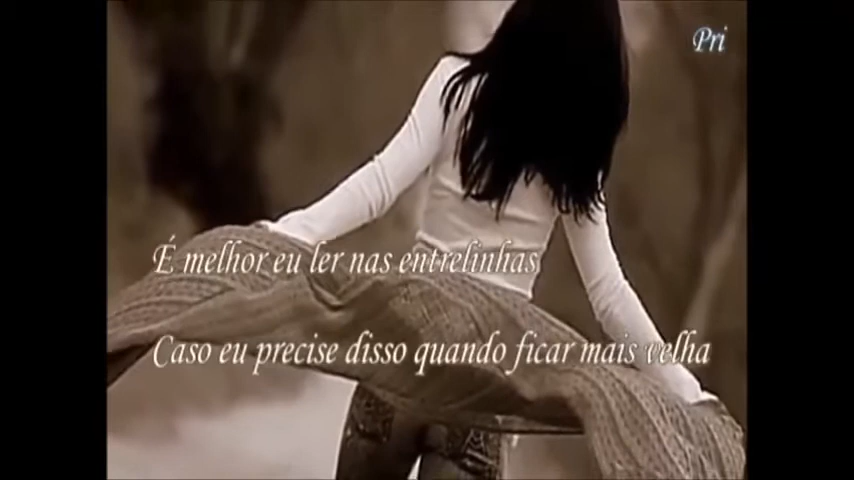 Pri
É melhor eu ler nas entrelinhas
Caso eu precise disso quando ficar mais velha